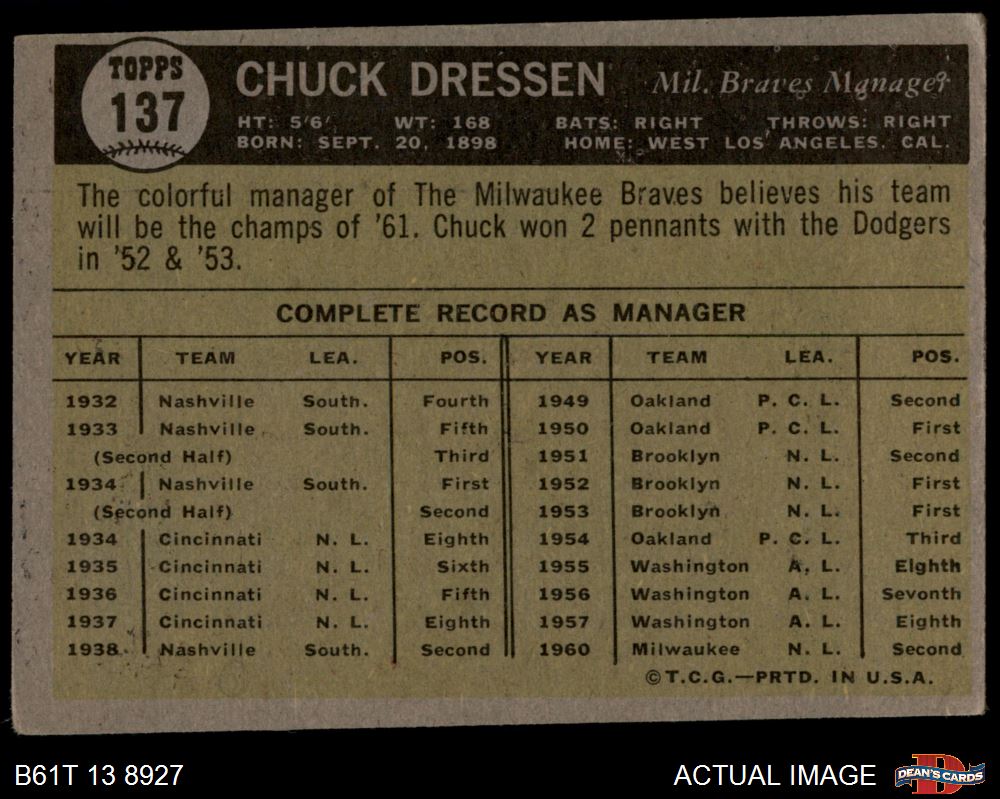 TOPPS
137
CHUCK DRESSEN Mil. Braves Manager
HT: 5'6' WT: 168 BATS: RIGHT THROWS: RIGHT
BORN: SEPT. 20, 1898 HOME: WEST LOS ANGELES, CAL.
The colorful manager of The Milwaukee Braves believes his team
will be the champs of '61. Chuck won 2 pennants with the Dodgers
in '52 & '53.
COMPLETE RECORD AS MANAGER
YEAR TEAM LEA. POS. YEAR TEAM LEA. POS.
1932 Nashville South. Fourth 1949 Oakland P. C. L. Second
1933 Nashville South. Fifth 1950 Oakland P. C. L. First
(Second Half) Third 1951 Brooklyn N. L. Second
1934 Nashville South. First 1952 Brooklyn N. L. First
(Second Half) Second 1953 Brooklyn N. L. First
1934 Cincinnati N. L. Eighth 1954 Oakland P. C. L. Third
1935 Cincinnati N. L. Sixth 1955 Washington A. L. Eighth
1936 Cincinnati N. L. Fifth 1956 Washington A. L. Sevonth
1937 Cincinnati N. L. Eighth 1957 Washington A. L. Eighth
1938 Nashville South. Second 1960 Milwaukee N. L. Second
©T.C.G.—PRTD. IN U.S.A.
B61T 13 8927 ACTUAL IMAGE DEAN'S CARDS